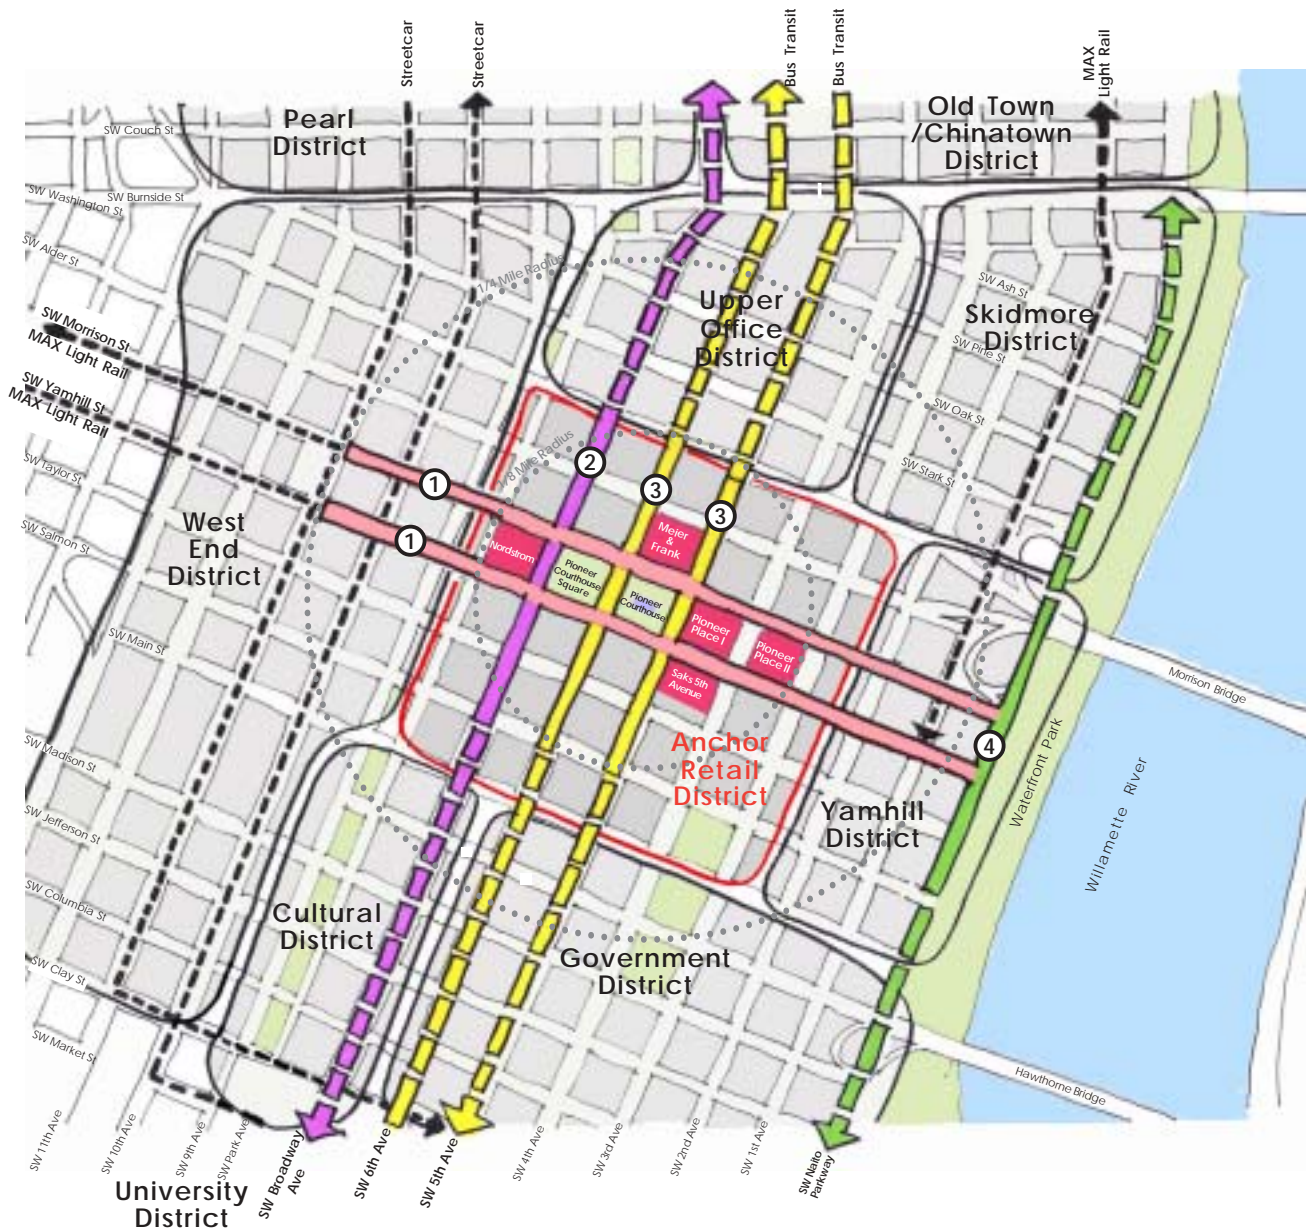 Streetcar
Streetcar
Bus Transit
Bus Transit
MAX
Light Rail
Pearl
District
Old Town
/Chinatown
District
SW Couch St
SW Burnside St
SW Washington St
SW Alder St
1/4 Mile Radius
Upper
Office
District
SW Ash St
Skidmore
District
SW Pine St
SW Morrison St
MAX Light Rail
SW Yamhill St
MAX Light Rail
SW Oak St
SW Stark St
SW Taylor St
SW Salmon St
1/8 Mile Radius
2
1
3
3
1
West
End
District
Nordstrom
Meier
&
Frank
Pioneer
Courthouse
Square
Pioneer
Courthouse
Pioneer
Place I
Pioneer
Place II
Saks 5th
Avenue
SW Main St
Morrison Bridge
Anchor
Retail
District
4
Waterfront Park
Willamette River
Yamhill
District
SW Madison St
SW Jefferson St
SW Columbia St
Cultural
District
Government
District
SW Clay St
SW Market St
Hawthorne Bridge
SW 11th Ave
SW 10th Ave
SW 9th Ave
SW Park Ave
SW Broadway
Ave
SW 6th Ave
SW 5th Ave
SW 4th Ave
SW 3rd Ave
SW 2nd Ave
SW 1st Ave
SW Naito
Parkway
University
District